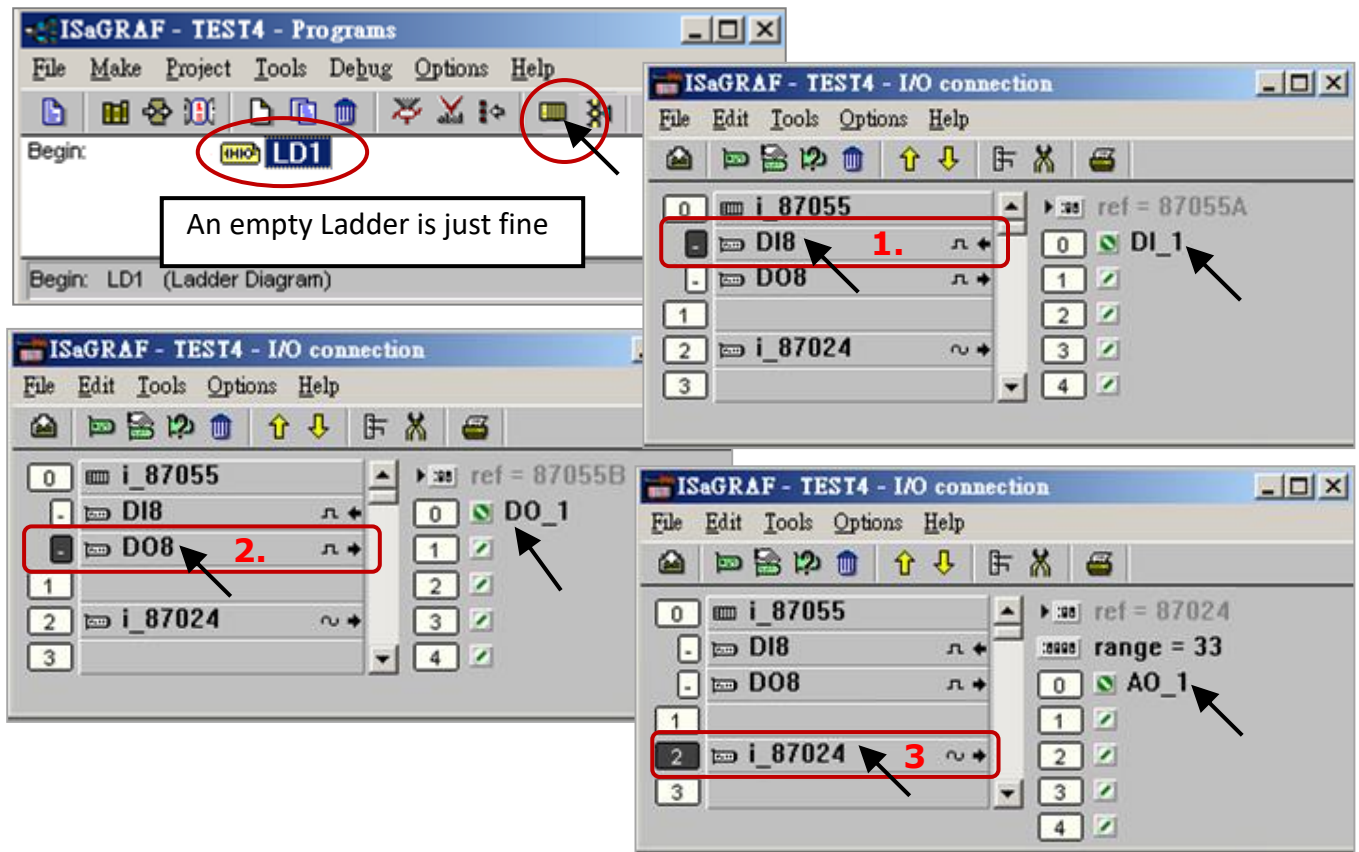 ISaGRAF - TEST4 - Programs
File Make Project Tools Debug Options Help
Begin: LD1
An empty Ladder is just fine
Begin: LD1 (Ladder Diagram)
ISaGRAF - TEST4 - I/O connection
File Edit Tools Options Help
0 i_87055 ref = 87055A
- DI8 1. 0 DI_1
- DO8 1
1 2
2 i_87024 3
3 4
ISaGRAF - TEST4 - I/O connection
File Edit Tools Options Help
0 i_87055 ref = 87055B
- DI8 0 DO_1
- DO8 2. 1
1 2
2 i_87024 3
3 4
ISaGRAF - TEST4 - I/O connection
File Edit Tools Options Help
0 i_87055 ref = 87024
- DI8 range = 33
- DO8 0 AO_1
1 1
2 i_87024 3 2
3 3
4